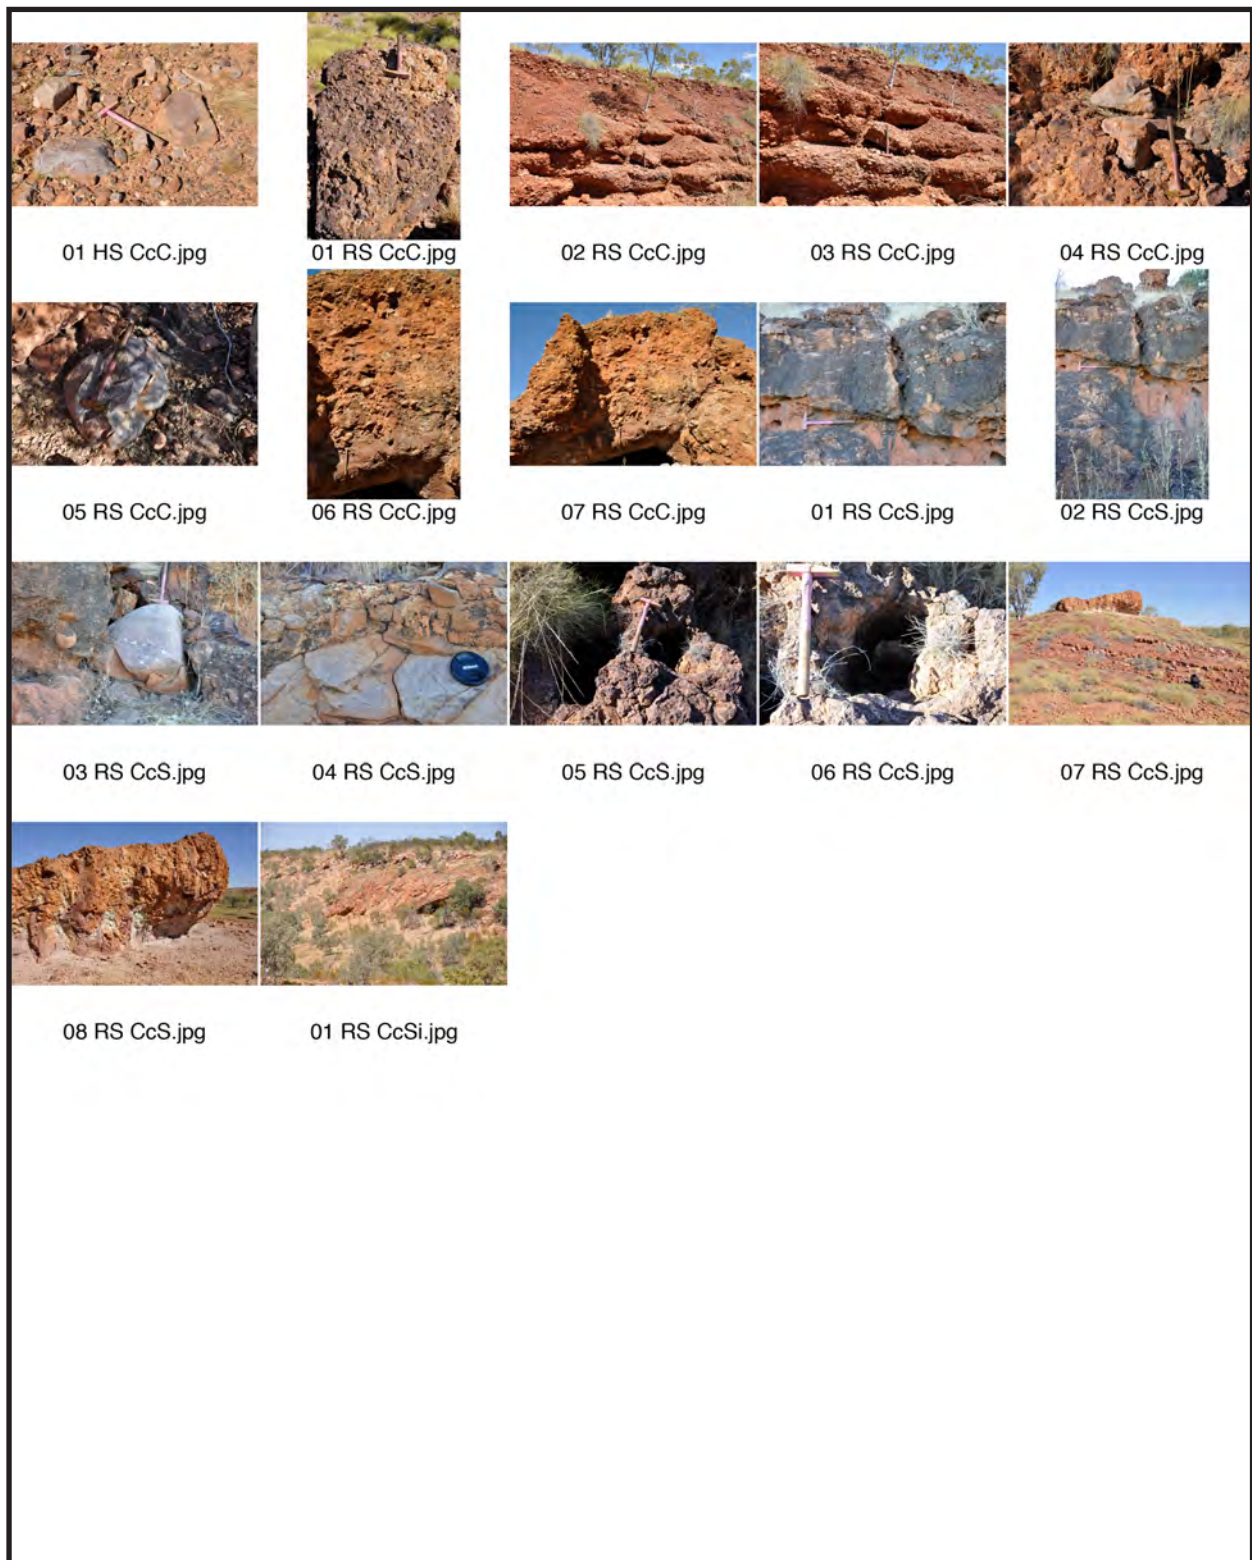 01 HS CcC.jpg
01 RS CcC.jpg
02 RS CcC.jpg
03 RS CcC.jpg
04 RS CcC.jpg
05 RS CcC.jpg
06 RS CcC.jpg
07 RS CcC.jpg
01 RS CcS.jpg
02 RS CcS.jpg
03 RS CcS.jpg
04 RS CcS.jpg
05 RS CcS.jpg
06 RS CcS.jpg
07 RS CcS.jpg
08 RS CcS.jpg
01 RS CcSi.jpg